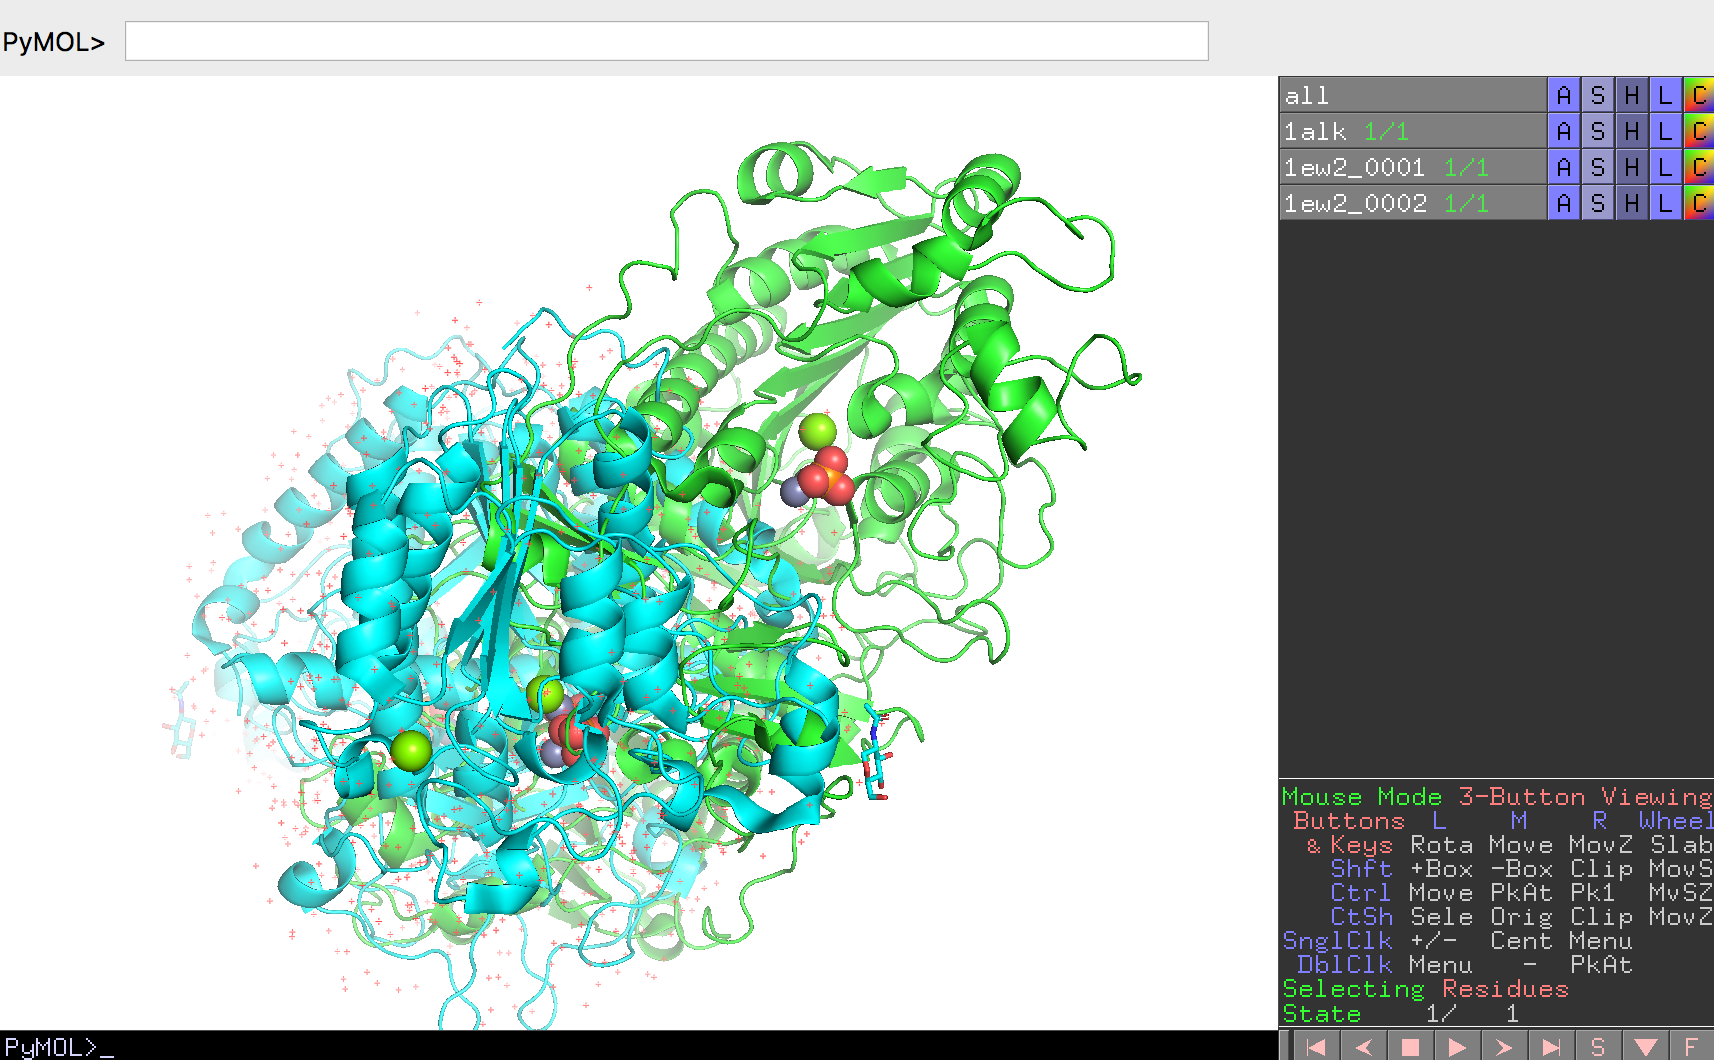 PyMOL>
all A S H L C
1alk 1/1 A S H L C
1ew2_0001 1/1 A S H L C
1ew2_0002 1/1 A S H L C
Mouse Mode 3-Button Viewing
Buttons L M R Wheel
& Keys Rota Move MovZ Slab
Shft +Box -Box Clip MovS
Ctrl Move PkAt Pk1 MvSZ
CtSh Sele Orig Clip MovZ
SnglClk +/- Cent Menu
DblClk Menu - PkAt
Selecting Residues
State 1/ 1
PyMOL>_ S F